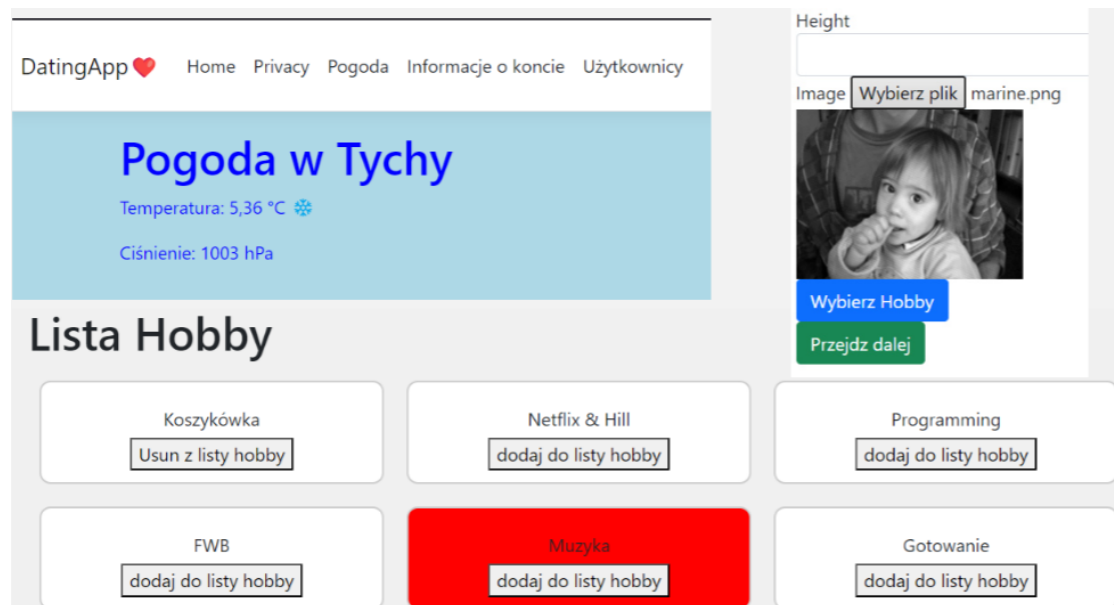 DatingApp❤️ Home Privacy Pogoda Informacje o koncie Użytkownicy
Pogoda w Tychy
Temperatura: 5,36 °C ❄️
Ciśnienie: 1003 hPa
Height
Image Wybierz plik marine.png
Wybierz Hobby
Przejdz dalej
Lista Hobby
Koszykówka
Usun z listy hobby
Netflix & Hill
dodaj do listy hobby
Programming
dodaj do listy hobby
FWB
dodaj do listy hobby
Muzyka
dodaj do listy hobby
Gotowanie
dodaj do listy hobby